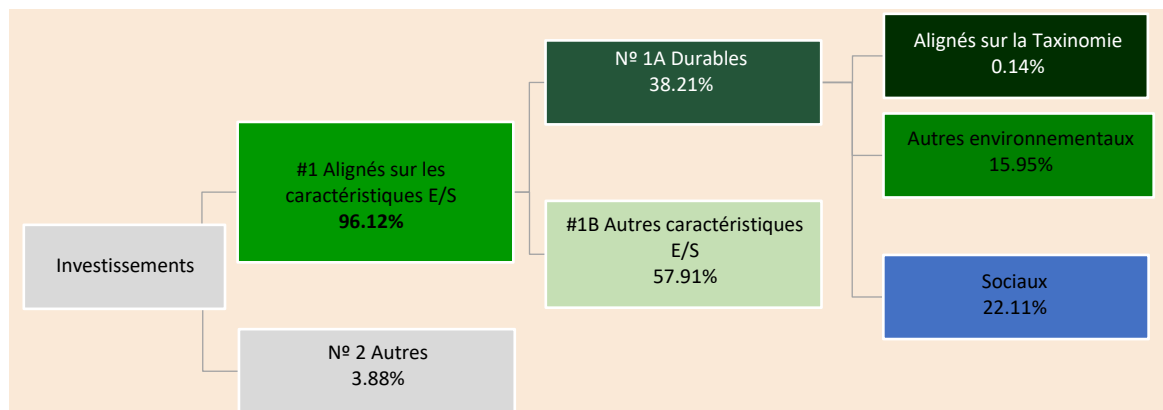 Investissements
#1 Alignés sur les
caractéristiques E/S
96.12%
Nº 2 Autres
3.88%
Nº 1A Durables
38.21%
#1B Autres caractéristiques
E/S
57.91%
Alignés sur la Taxinomie
0.14%
Autres environnementaux
15.95%
Sociaux
22.11%